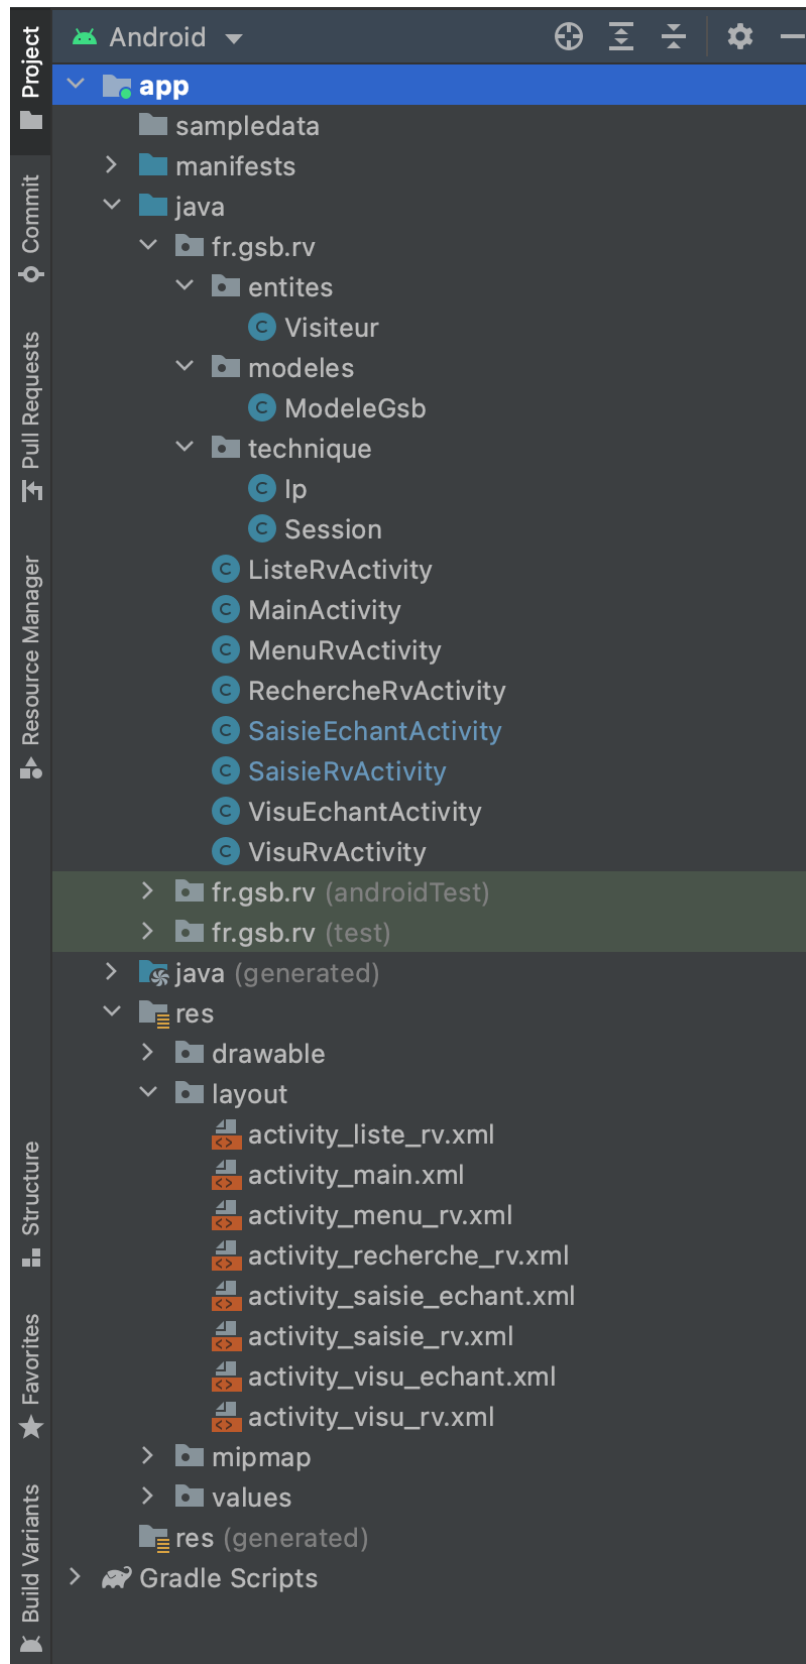 Android
app
sampledata
manifests
java
fr.gsb.rv
entites
Visiteur
modeles
ModeleGsb
technique
Ip
Session
ListeRvActivity
MainActivity
MenuRvActivity
RechercheRvActivity
SaisieEchantActivity
SaisieRvActivity
VisuEchantActivity
VisuRvActivity
fr.gsb.rv (androidTest)
fr.gsb.rv (test)
java (generated)
res
drawable
layout
activity_liste_rv.xml
activity_main.xml
activity_menu_rv.xml
activity_recherche_rv.xml
activity_saisie_echant.xml
activity_saisie_rv.xml
activity_visu_echant.xml
activity_visu_rv.xml
mipmap
values
res (generated)
Gradle Scripts
Project
Commit
Pull Requests
Resource Manager
Structure
Favorites
Build Variants